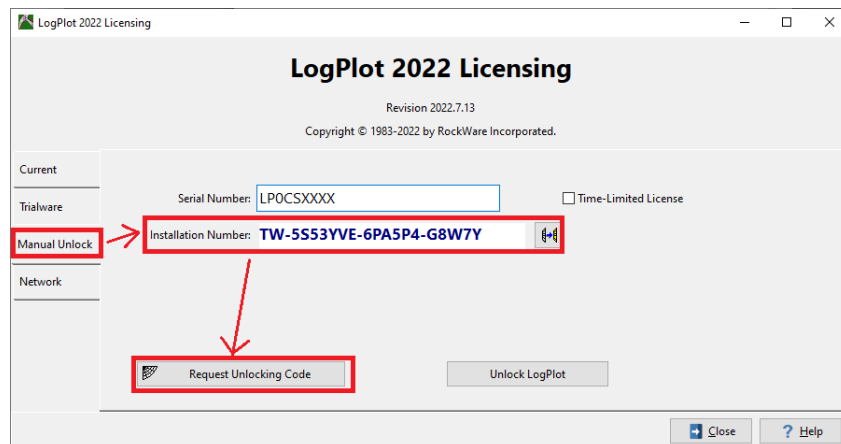 LogPlot 2022 Licensing
LogPlot 2022 Licensing
Revision 2022.7.13
Copyright © 1983-2022 by RockWare Incorporated.
Current
Trialware
Manual Unlock
Network
Serial Number: LP0CSXXXX
Time-Limited License
Installation Number: TW-5S53YVE-6PA5P4-G8W7Y
Request Unlocking Code
Unlock LogPlot
Close
? Help